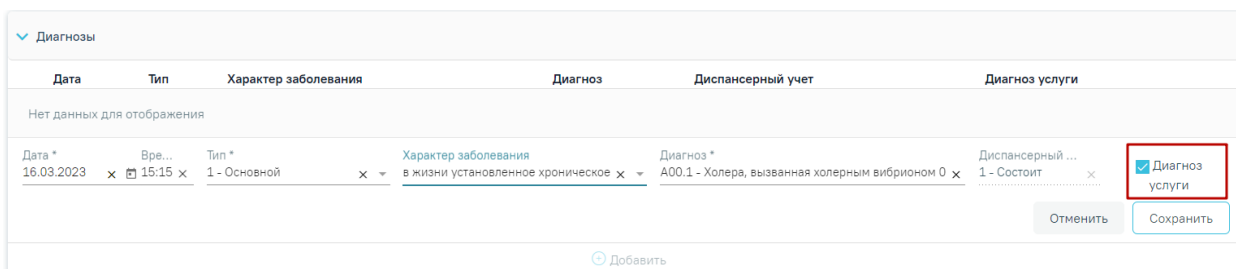 Диагнозы
Дата Тип Характер заболевания Диагноз Диспансерный учет Диагноз услуги
Нет данных для отображения
Дата * Вре... Тип * Характер заболевания Диагноз * Диспансерный ...
16.03.2023 15:15 1 - Основной в жизни установленное хроническое A00.1 - Холера, вызванная холерным вибрионом 0 1 - Состоит
Диагноз
услуги
Отменить Сохранить
Добавить